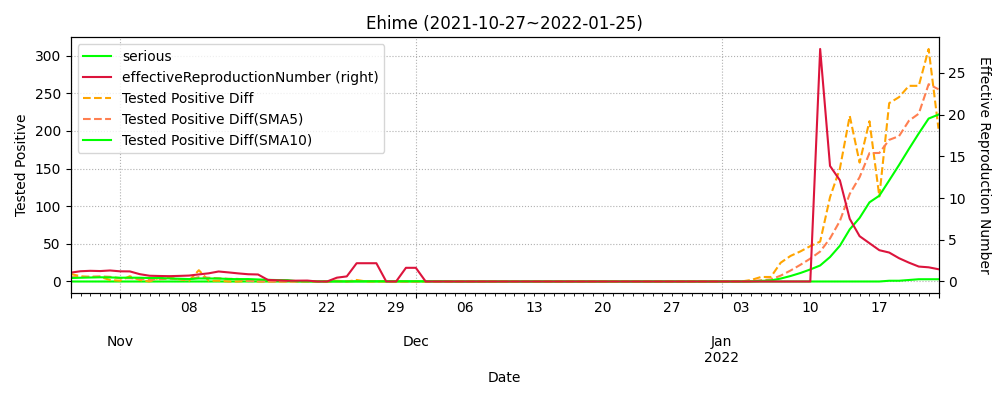 Ehime (2021-10-27~2022-01-25)
serious
effectiveReproductionNumber (right)
Tested Positive Diff
Tested Positive Diff(SMA5)
Tested Positive Diff(SMA10)
Tested Positive
300
250
200
150
100
50
0
25
20
15
10
5
0
Effective Reproduction Number
08 15 22 29 06 13 20 27 03 10 17
Nov Dec Jan
2022
Date